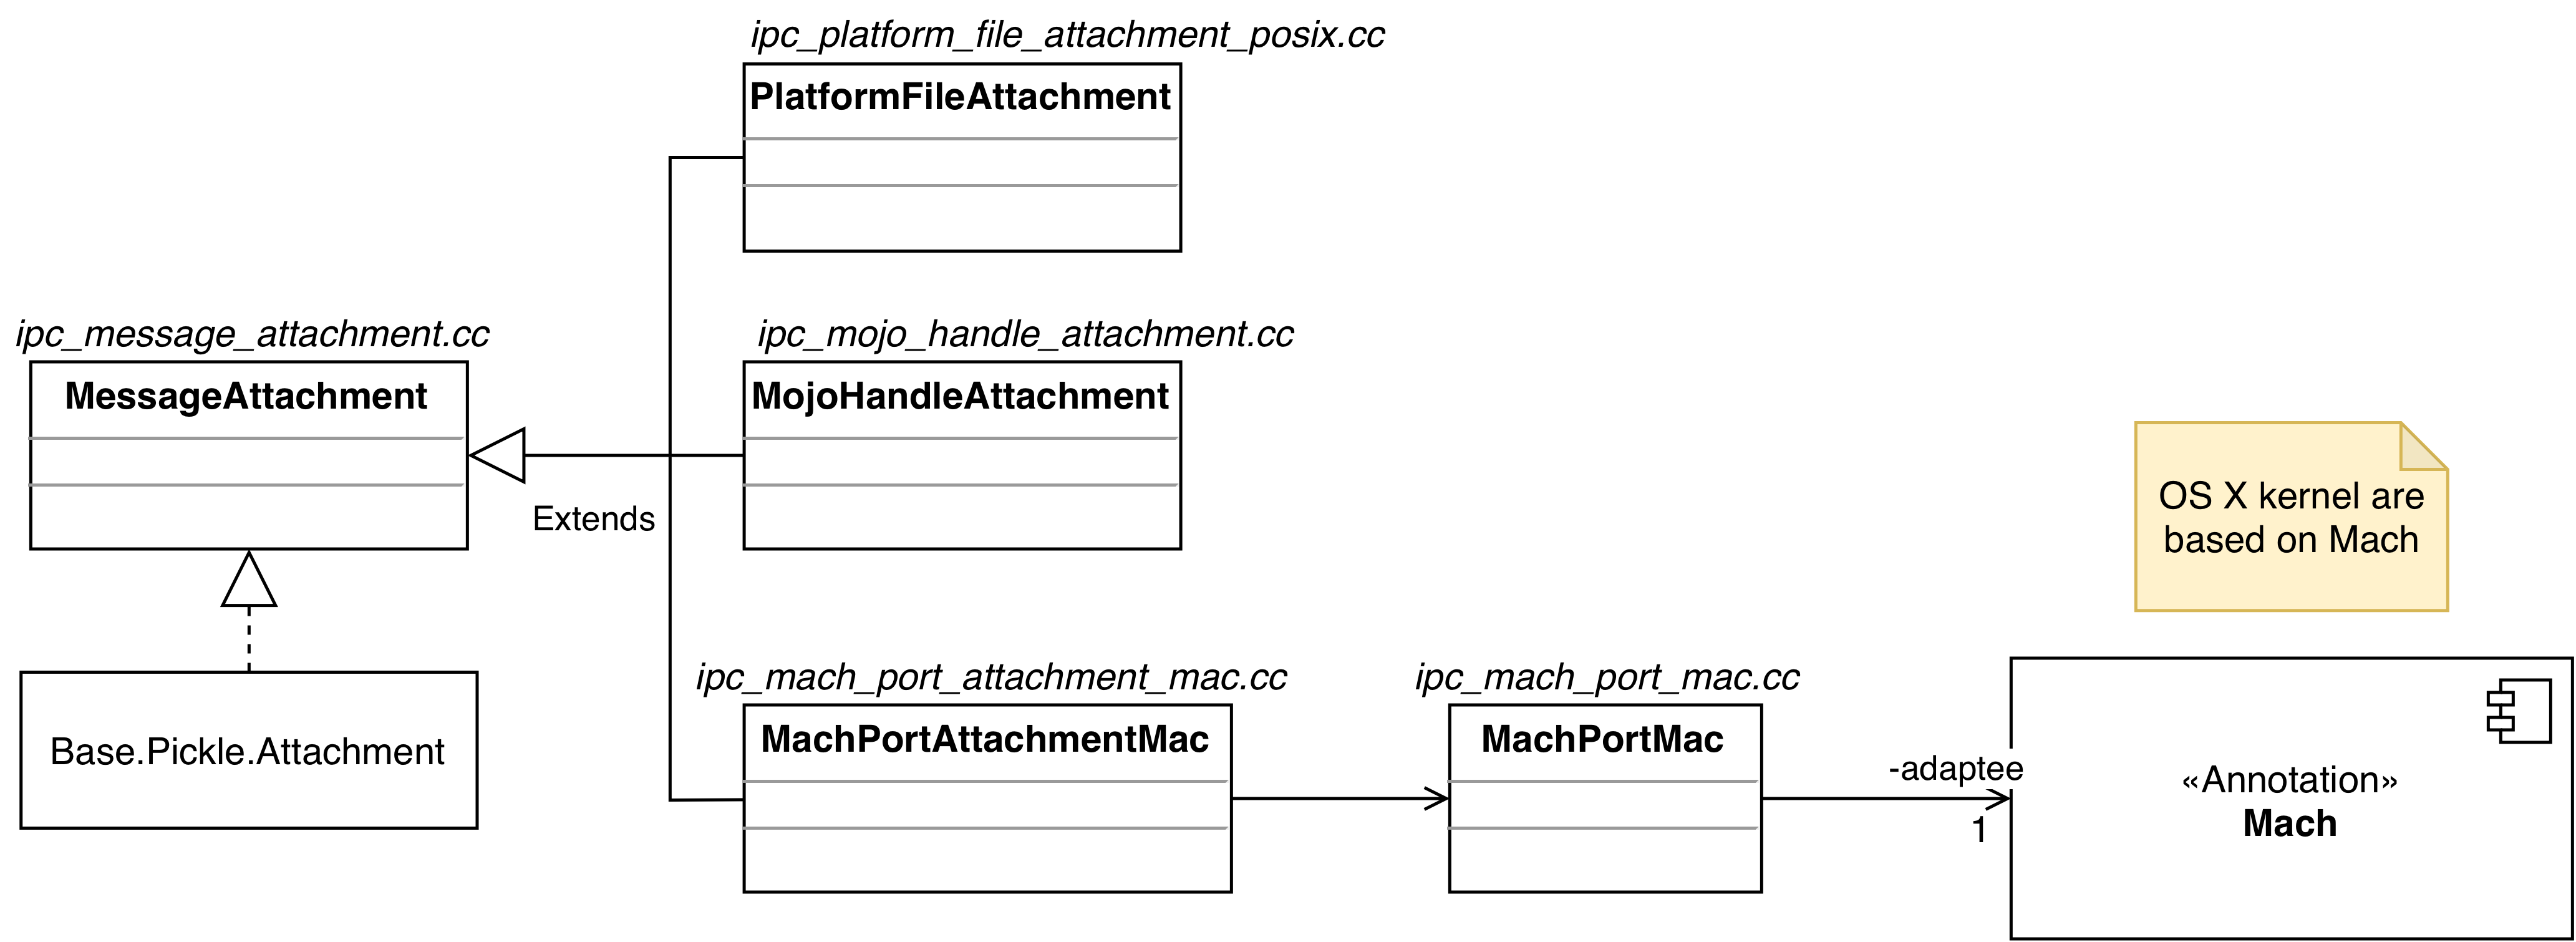 ipc_platform_file_attachment_posix.cc
PlatformFileAttachment
ipc_message_attachment.cc
MessageAttachment
ipc_mojo_handle_attachment.cc
MojoHandleAttachment
Extends
OS X kernel are
based on Mach
Base.Pickle.Attachment
ipc_mach_port_attachment_mac.cc
MachPortAttachmentMac
ipc_mach_port_mac.cc
MachPortMac
-adaptee
1
«Annotation»
Mach